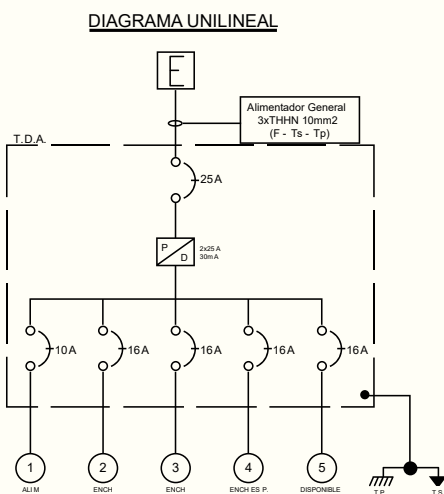 DIAGRAMA UNILINEAL
E
Alimentador General
3xTHHN 10mm2
(F - Ts - Tp)
T.D.A.
25A
P
D
2x25 A
30mA
10A
16A
16A
16A
16A
1
2
3
4
5
ALIM
ENCH
ENCH
ENCH ES P.
DISPONIBLE
T P
T S